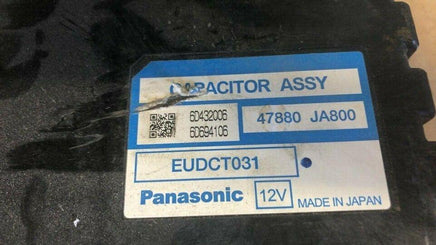 CAPACITOR ASSY
6D432006
6D694106
47880 JA800
EUDCT031
Panasonic 12V MADE IN JAPAN